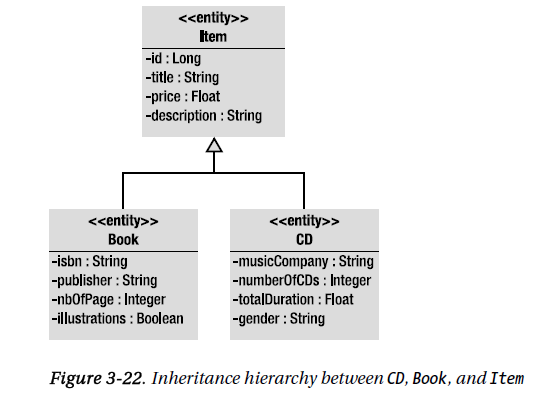 <<entity>>
Item
-id : Long
-title : String
-price : Float
-description : String
<<entity>>
Book
-isbn : String
-publisher : String
-nbOfPage : Integer
-illustrations : Boolean
<<entity>>
CD
-musicCompany : String
-numberOfCDs : Integer
-totalDuration : Float
-gender : String
Figure 3-22. Inheritance hierarchy between CD, Book, and Item